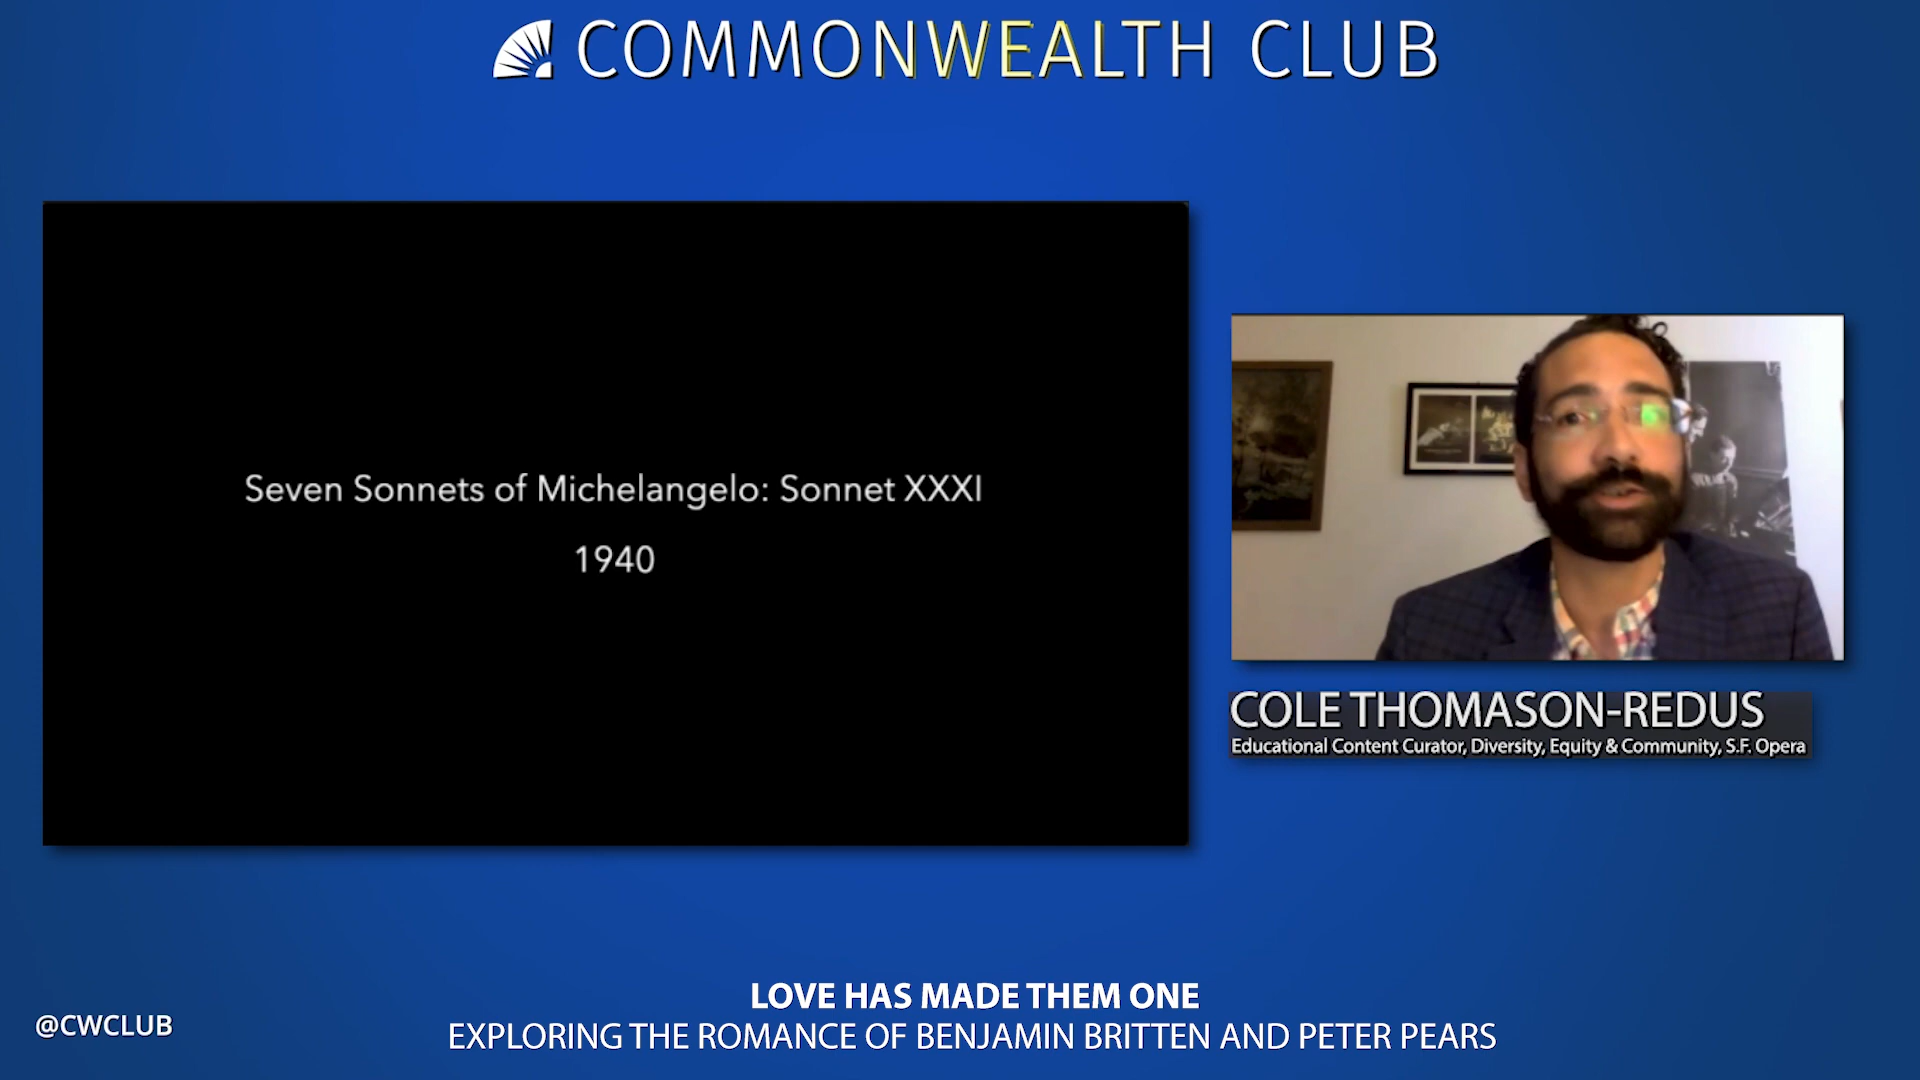 COMMONWEALTH CLUB
Seven Sonnets of Michelangelo: Sonnet XXXI
1940
COLE THOMASON-REDUS
Educational Content Curator, Diversity, Equity & Community, S.F. Opera
LOVE HAS MADE THEM ONE
@CWCLUB
EXPLORING THE ROMANCE OF BENJAMIN BRITTEN AND PETER PEARS